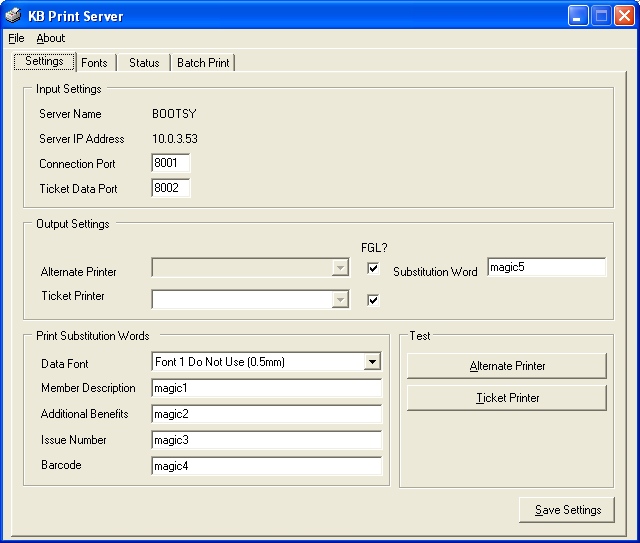 KB Print Server
File About
Settings Fonts Status Batch Print
Input Settings
Server Name BOOTSY
Server IP Address 10.0.3.53
Connection Port 8001
Ticket Data Port 8002
Output Settings
FGL?
Alternate Printer Substitution Word magic5
Ticket Printer
Print Substitution Words Test
Data Font Font 1 Do Not Use (0.5mm) Alternate Printer
Member Description magic1 Ticket Printer
Additional Benefits magic2
Issue Number magic3
Barcode magic4
Save Settings